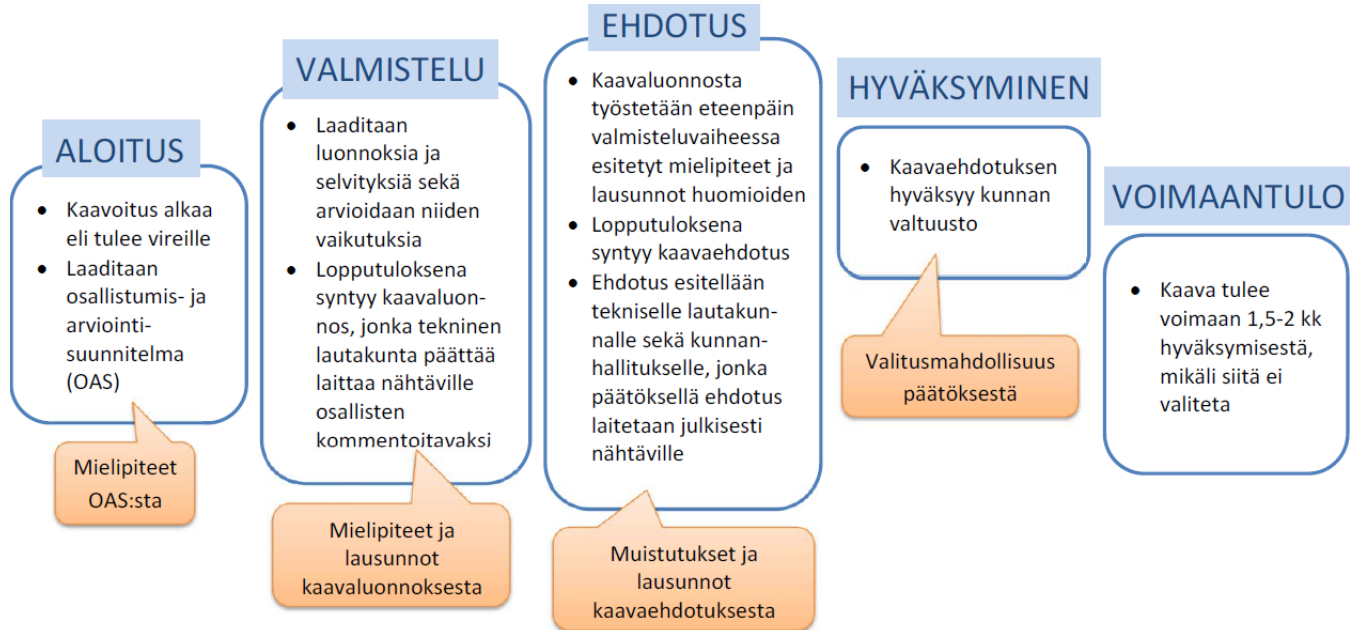 ALOITUS
• Kaavoitus alkaa
eli tulee vireille
• Laaditaan
osallistumis- ja
arviointi-
suunnitelma
(OAS)
Mielipiteet
OAS:sta
VALMISTELU
• Laaditaan
luonnoksia ja
selvityksiä sekä
arvioidaan niiden
vaikutuksia
• Lopputuloksena
syntyy kaavaluon-
nos, jonka tekninen
lautakunta päättää
laittaa nähtäville
osallisten
kommentoitavaksi
Mielipiteet ja
lausunnot
kaavaluonnoksesta
EHDOTUS
• Kaavaluonnosta
työstetään eteenpäin
valmisteluvaiheessa
esitetyt mielipiteet ja
lausunnot huomioiden
• Lopputuloksena
syntyy kaavaehdotus
• Ehdotus esitellään
tekniselle lautakun-
nalle sekä kunnan-
hallitukselle, jonka
päätöksellä ehdotus
laitetaan julkisesti
nähtäville
Muistutukset ja
lausunnot
kaavaehdotuksesta
HYVÄKSYMINEN
• Kaavaehdotuksen
hyväksyy kunnan
valtuusto
Valitusmahdollisuus
päätöksestä
VOIMAANTULO
• Kaava tulee
voimaan 1,5-2 kk
hyväksymisestä,
mikäli siitä ei
valiteta